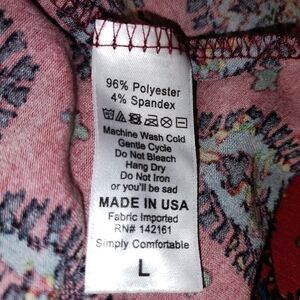 96% Polyester
4% Spandex
Machine Wash Cold
Gentle Cycle
Do Not Bleach
Hang Dry
Do Not Iron
or you'll be sad
MADE IN USA
Fabric Imported
RN# 142161
Simply Comfortable
L